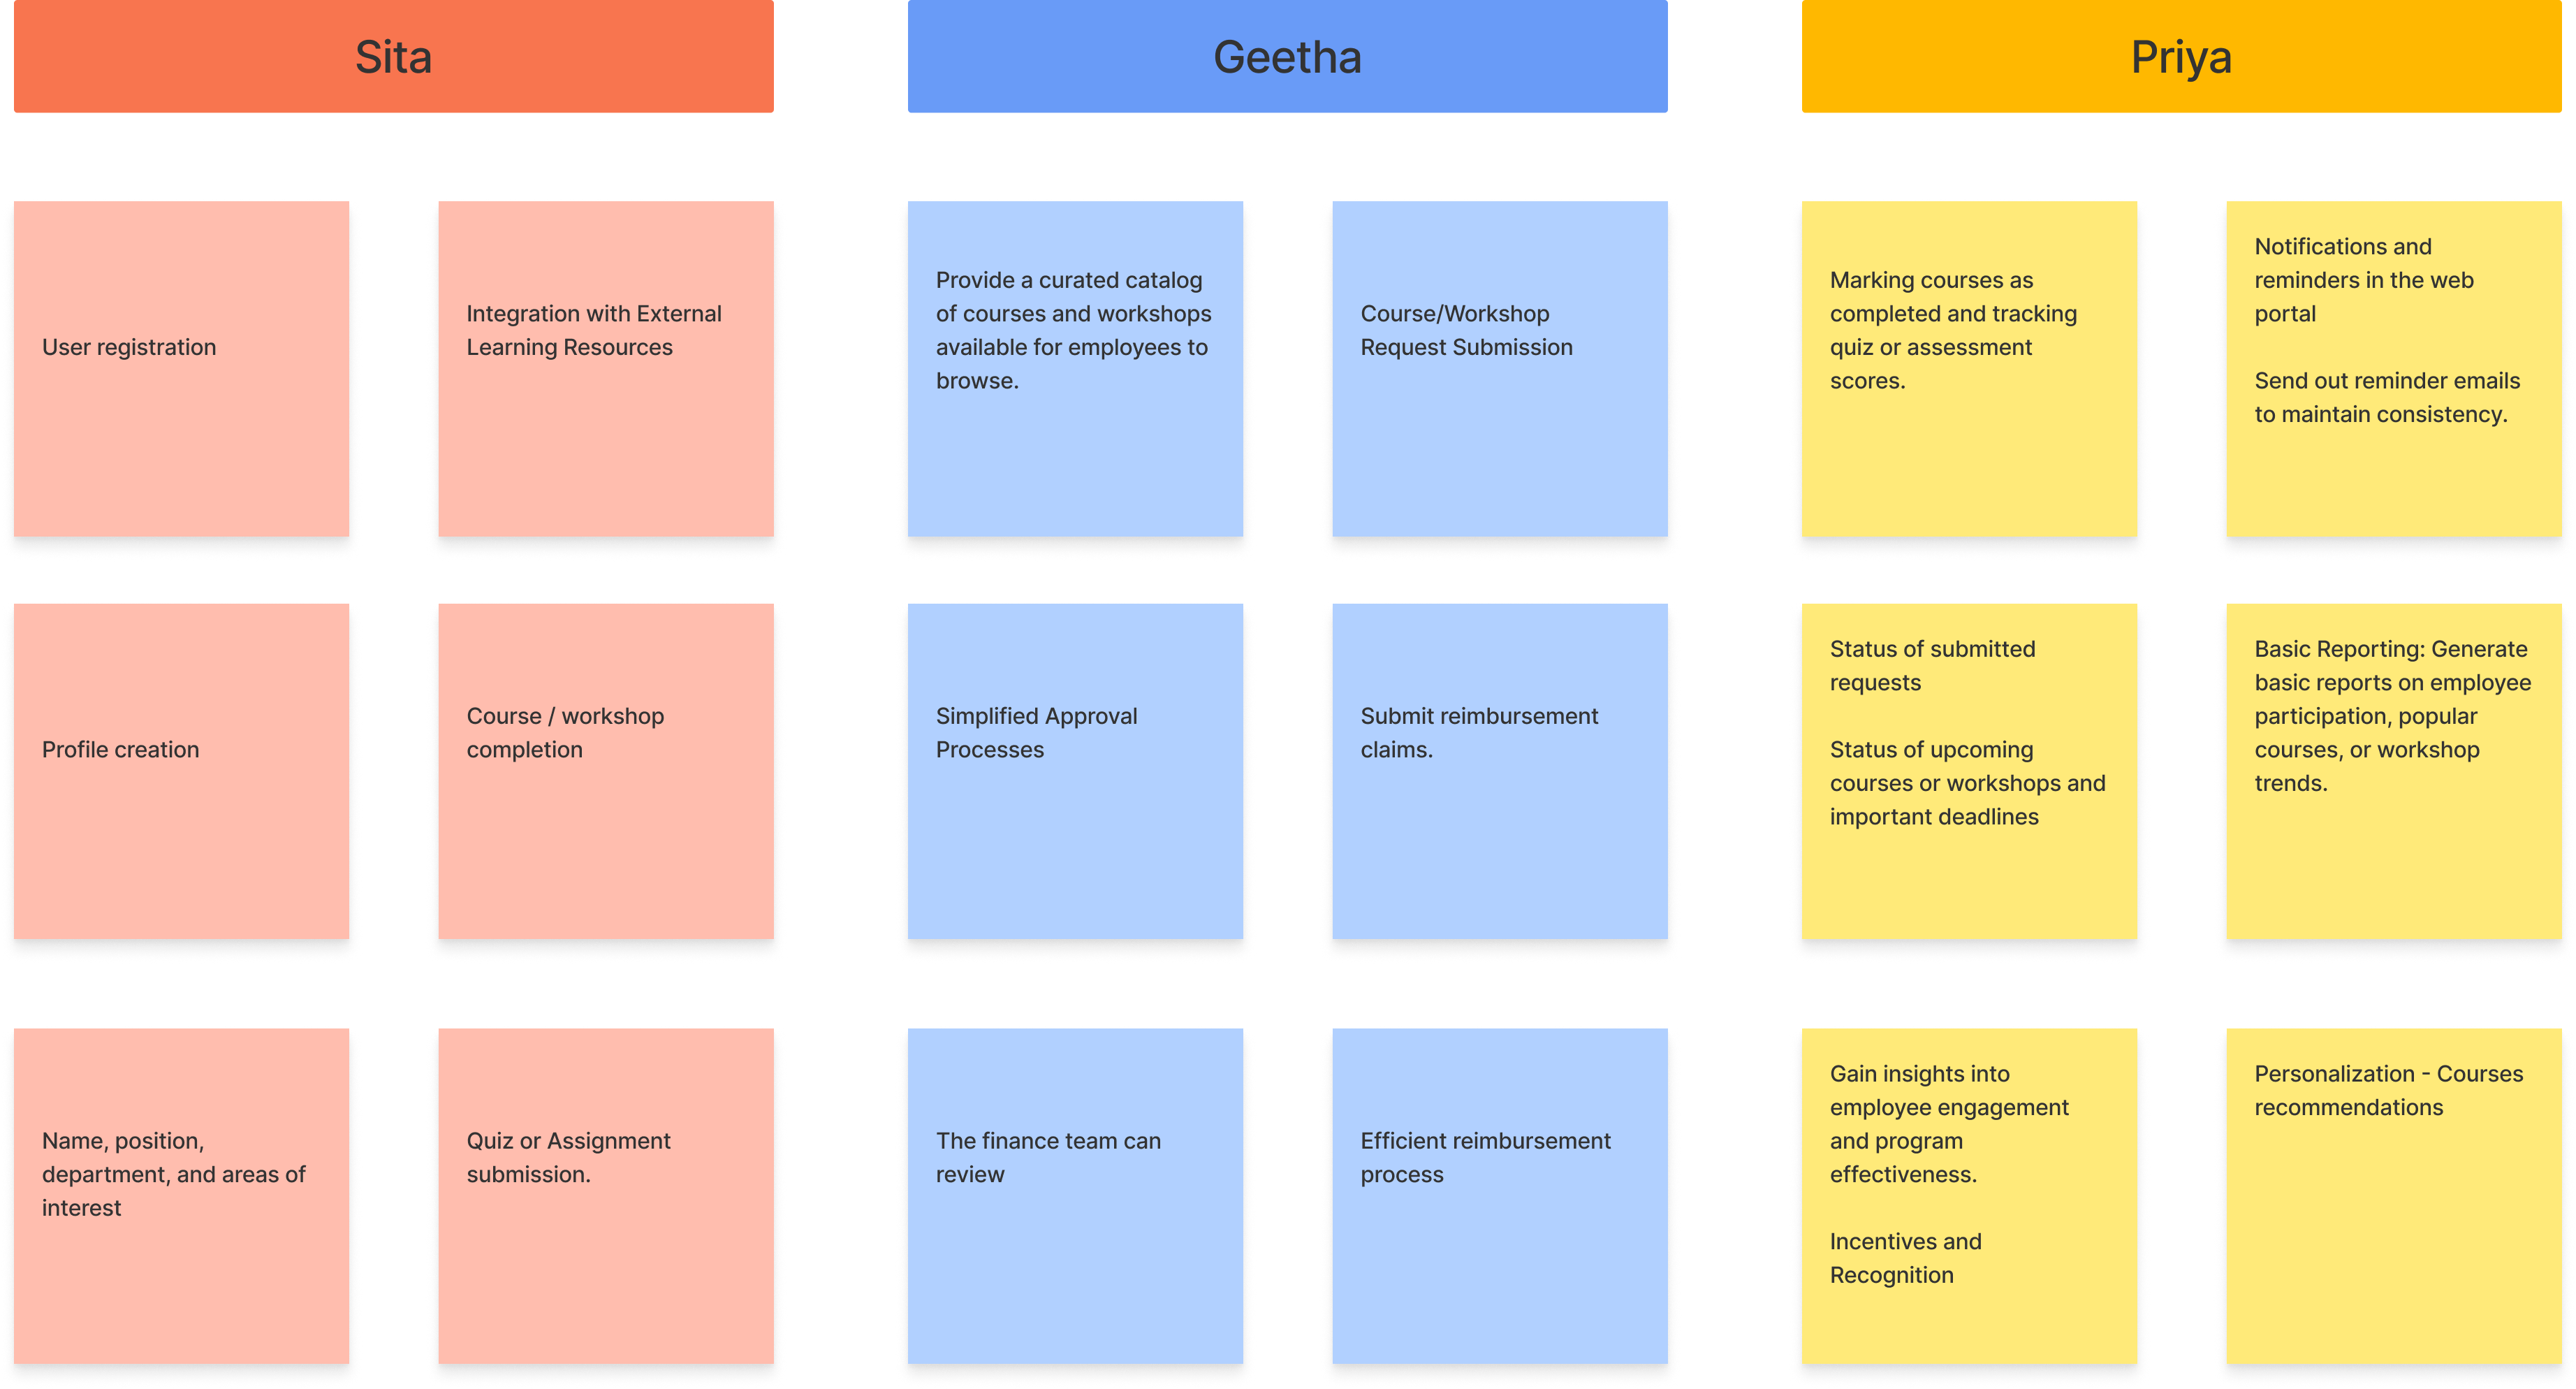 Sita
User registration
Integration with External
Learning Resources
Profile creation
Course / workshop
completion
Name, position,
department, and areas of
interest
Quiz or Assignment
submission.
Geetha
Provide a curated catalog
of courses and workshops
available for employees to
browse.
Course/Workshop
Request Submission
Simplified Approval
Processes
Submit reimbursement
claims.
The finance team can
review
Efficient reimbursement
process
Priya
Marking courses as
completed and tracking
quiz or assessment
scores.
Notifications and
reminders in the web
portal
Send out reminder emails
to maintain consistency.
Status of submitted
requests
Status of upcoming
courses or workshops and
important deadlines
Basic Reporting: Generate
basic reports on employee
participation, popular
courses, or workshop
trends.
Gain insights into
employee engagement
and program
effectiveness.
Incentives and
Recognition
Personalization - Courses
recommendations